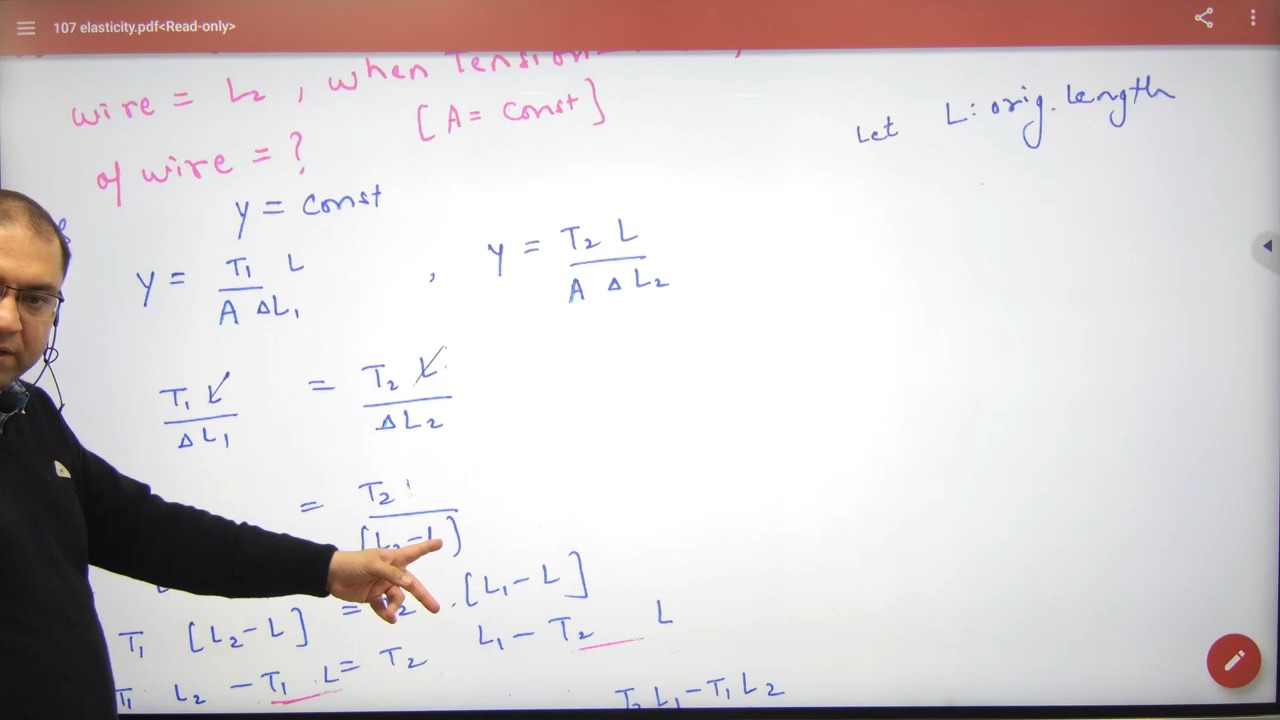 107 elasticity.pdf<Read-only>
wire = L₂ , when Tension
[A = const]
of wire = ?
Let L : orig. length
y = const
y = T₁ L / A ΔL₁ , y = T₂ L / A ΔL₂
T₁ L / ΔL₁ = T₂ L / ΔL₂
= T₂ / [L₂ - L]
T₁ [L₂ - L] = T₂ . [L₁ - L]
T₁ L₂ - T₁ L = T₂ L₁ - T₂ L
T₂ L₁ - T₁ L₂